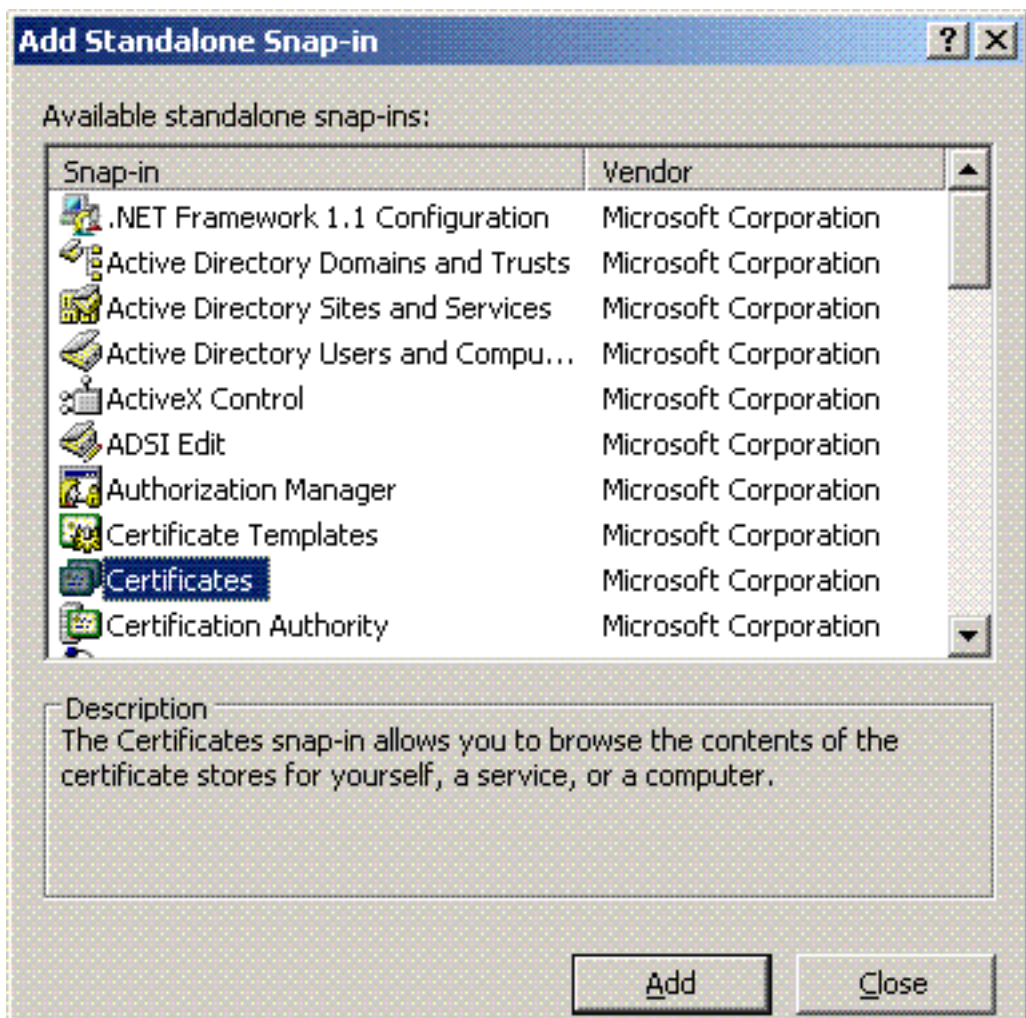 Add Standalone Snap-in
Available standalone snap-ins:
Snap-in Vendor
.NET Framework 1.1 Configuration Microsoft Corporation
Active Directory Domains and Trusts Microsoft Corporation
Active Directory Sites and Services Microsoft Corporation
Active Directory Users and Compu... Microsoft Corporation
ActiveX Control Microsoft Corporation
ADSI Edit Microsoft Corporation
Authorization Manager Microsoft Corporation
Certificate Templates Microsoft Corporation
Certificates Microsoft Corporation
Certification Authority Microsoft Corporation
Description
The Certificates snap-in allows you to browse the contents of the
certificate stores for yourself, a service, or a computer.
Add Close